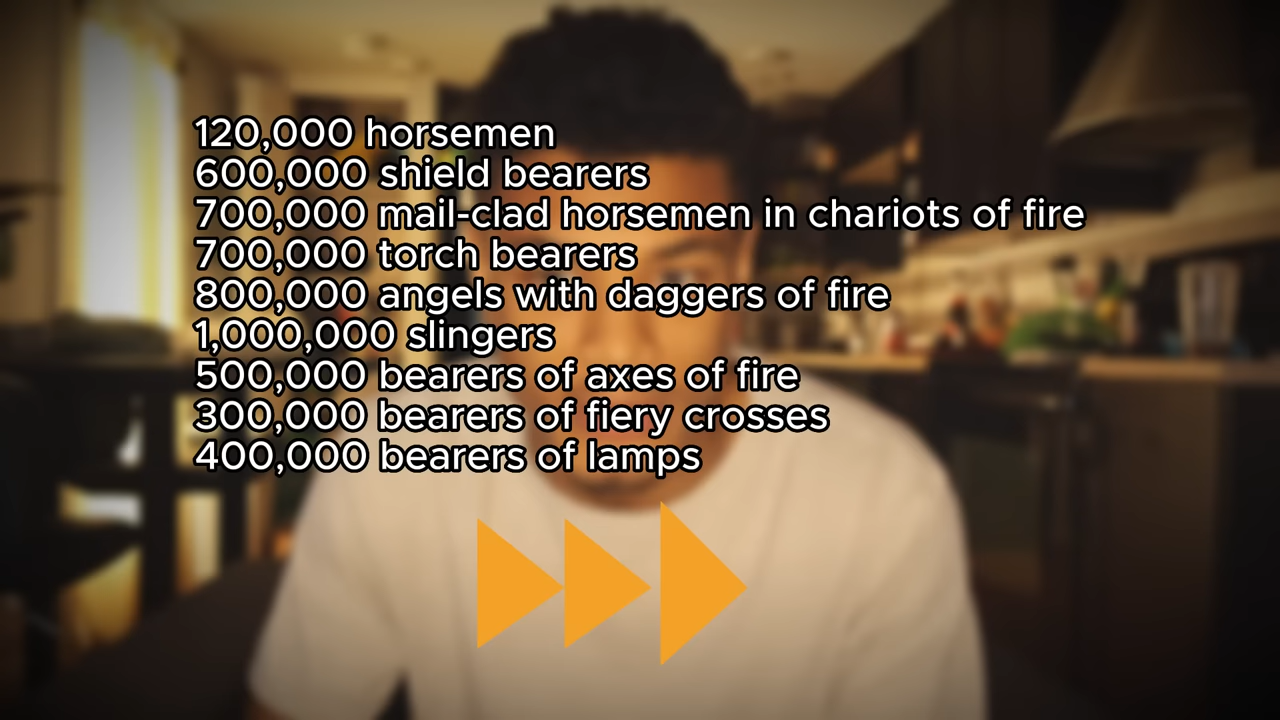 120,000 horsemen
600,000 shield bearers
700,000 mail-clad horsemen in chariots of fire
700,000 torch bearers
800,000 angels with daggers of fire
1,000,000 slingers
500,000 bearers of axes of fire
300,000 bearers of fiery crosses
400,000 bearers of lamps